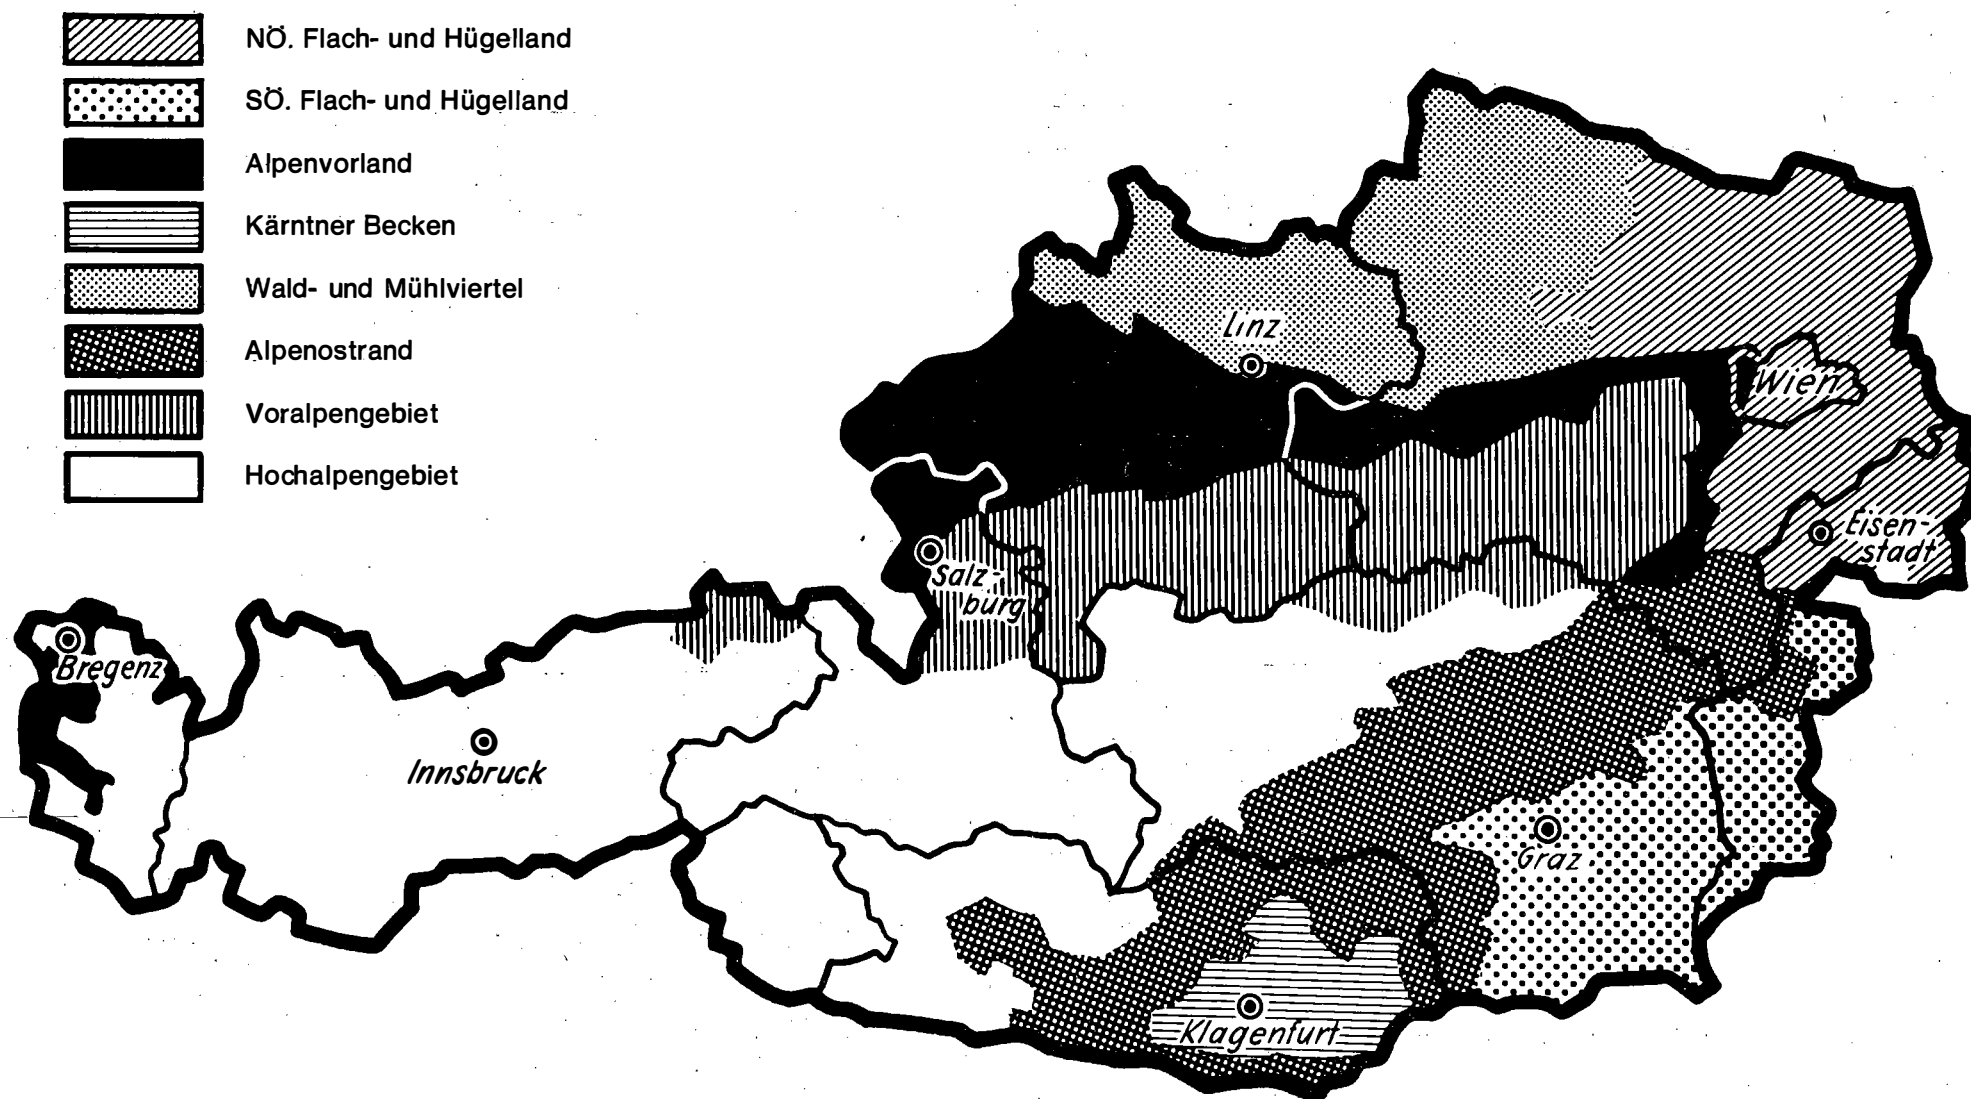 NÖ. Flach- und Hügelland
SÖ. Flach- und Hügelland
Alpenvorland
Kärntner Becken
Wald- und Mühlviertel
Alpenostrand
Voralpengebiet
Hochalpengebiet
Linz
Wien
Eisen-
stadt
Salz-
burg
Bregenz
Innsbruck
Graz
Klagenfurt